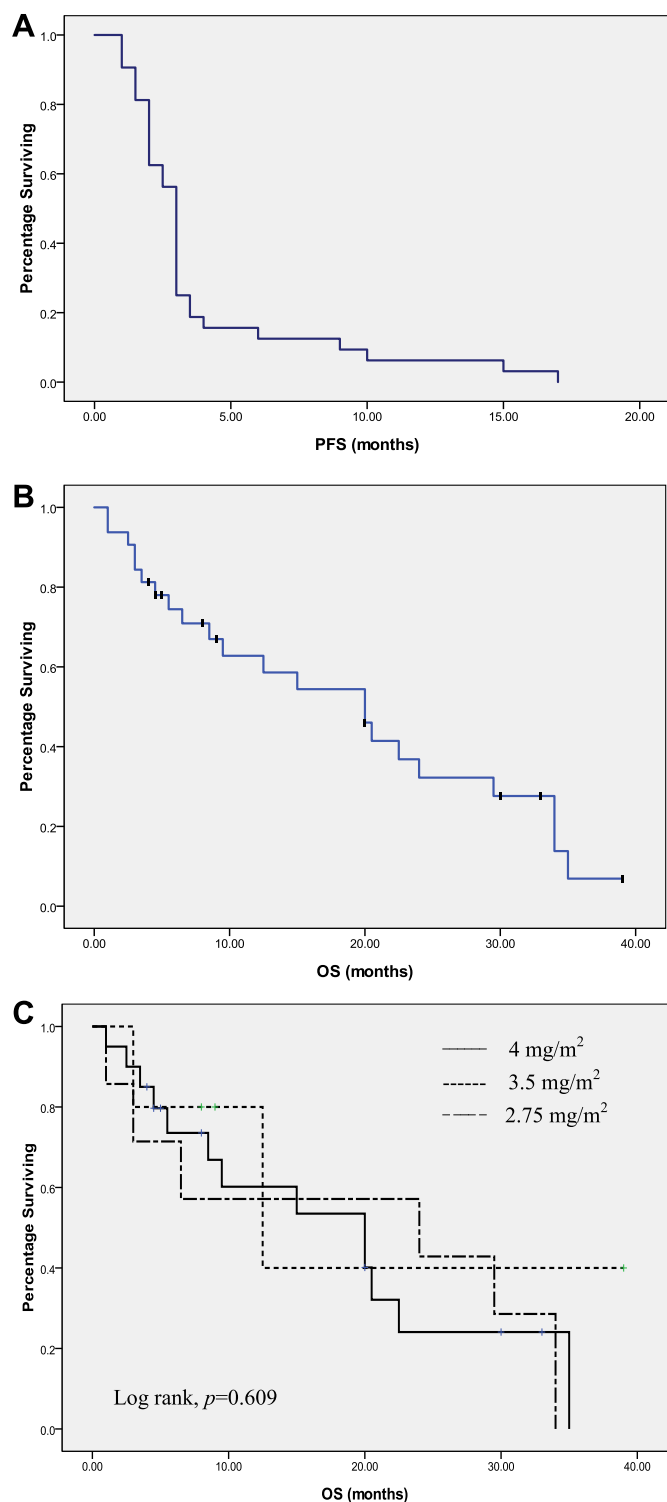 A
Percentage Surviving
1.0
0.8
0.6
0.4
0.2
0.0
0.00 5.00 10.00 15.00 20.00
PFS (months)
B
Percentage Surviving
1.0
0.8
0.6
0.4
0.2
0.0
0.00 10.00 20.00 30.00 40.00
OS (months)
C
Percentage Surviving
1.0
0.8
0.6
0.4
0.2
0.0
4 mg/m²
3.5 mg/m²
2.75 mg/m²
Log rank, p=0.609
0.00 10.00 20.00 30.00 40.00
OS (months)